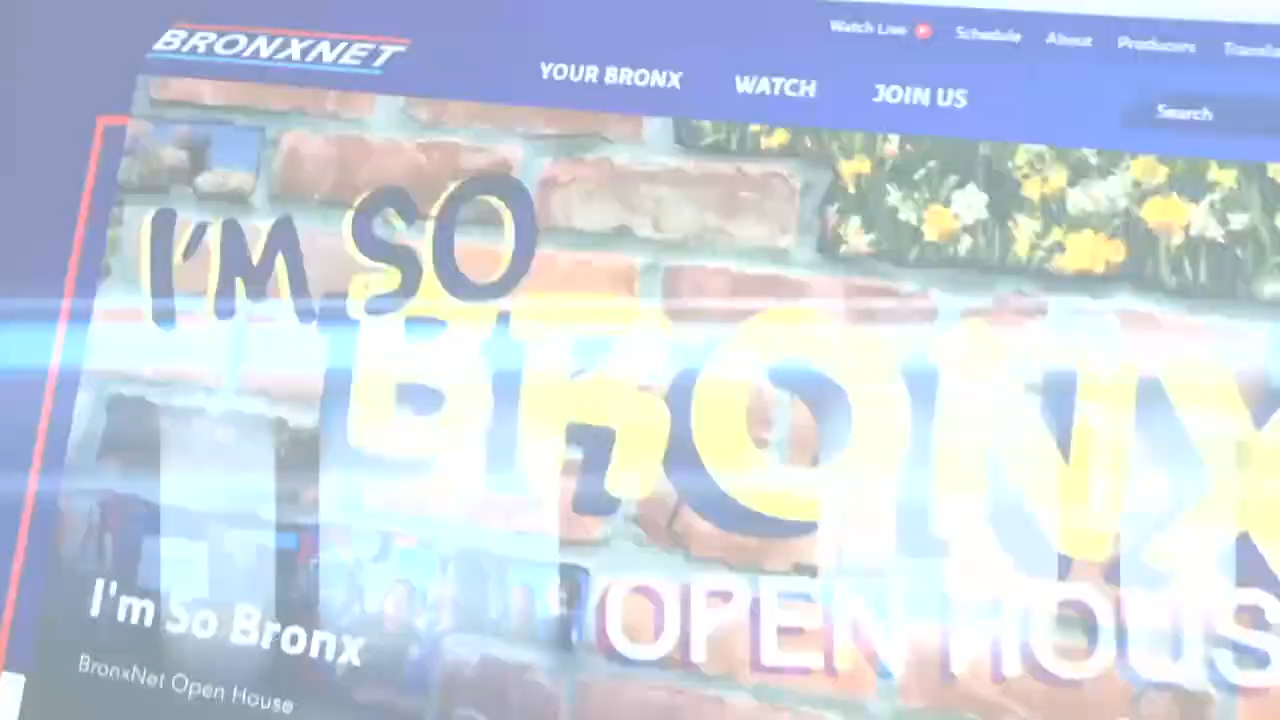 BRONXNET
Watch Live
Schedule
About
Producers
YOUR BRONX
WATCH
JOIN US
Search
I'M SO
BRONX
OPEN HOUS
I'm So Bronx
BronxNet Open House